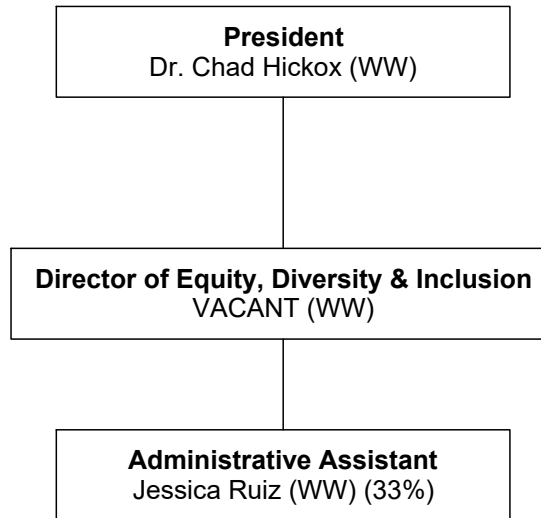 President
Dr. Chad Hickox (WW)
Director of Equity, Diversity & Inclusion
VACANT (WW)
Administrative Assistant
Jessica Ruiz (WW) (33%)